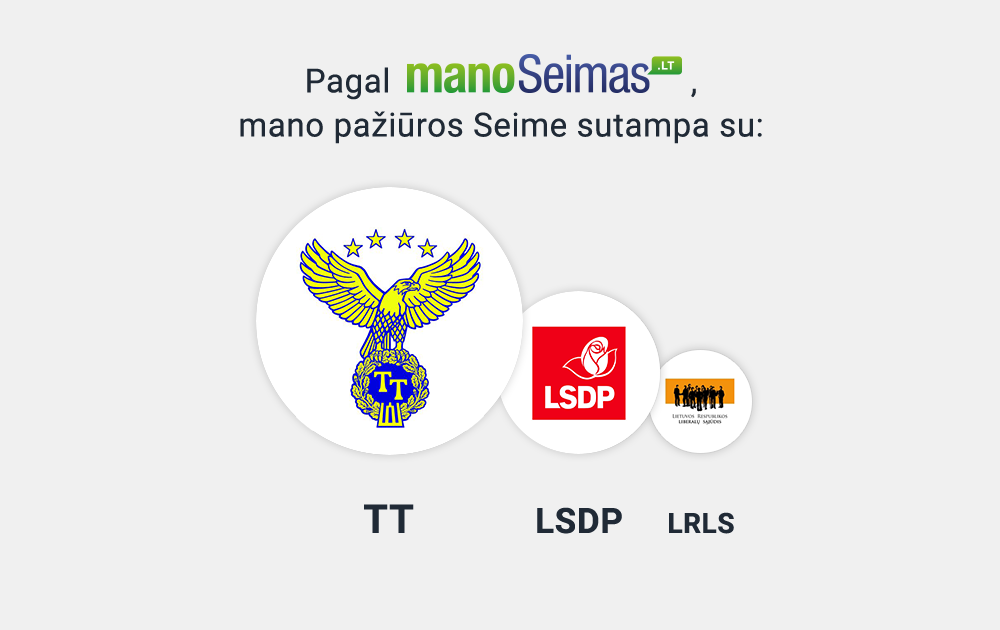 Pagal manoSeimas.LT ,
mano pažiūros Seime sutampa su:
TT
LSDP
LIETUVOS RESPUBLIKOS
LIBERALŲ SĄJŪDIS
TT
LSDP
LRLS